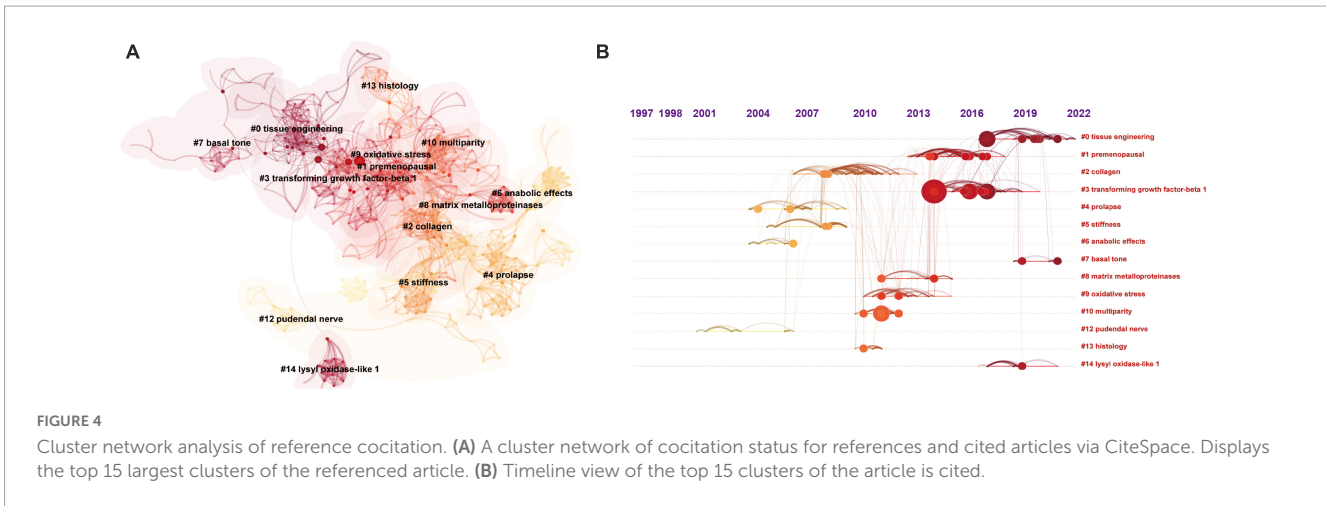 A
#13 histology
#0 tissue engineering
#7 basal tone
#10 multiparity
#9 oxidative stress
#1 premenopausal
#3 transforming growth factor-beta 1
#6 anabolic effects
#8 matrix metalloproteinases
#2 collagen
#4 prolapse
#5 stiffness
#12 pudendal nerve
#14 lysyl oxidase-like 1
B
1997 1998 2001 2004 2007 2010 2013 2016 2019 2022
#0 tissue engineering
#1 premenopausal
#2 collagen
#3 transforming growth factor-beta 1
#4 prolapse
#5 stiffness
#6 anabolic effects
#7 basal tone
#8 matrix metalloproteinases
#9 oxidative stress
#10 multiparity
#12 pudendal nerve
#13 histology
#14 lysyl oxidase-like 1
FIGURE 4
Cluster network analysis of reference cocitation. (A) A cluster network of cocitation status for references and cited articles via CiteSpace. Displays
the top 15 largest clusters of the referenced article. (B) Timeline view of the top 15 clusters of the article is cited.